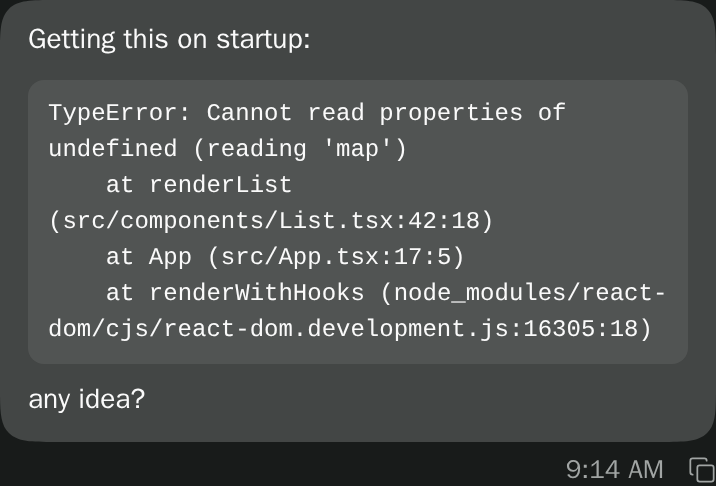 Getting this on startup:
TypeError: Cannot read properties of
undefined (reading 'map')
    at renderList
(src/components/List.tsx:42:18)
    at App (src/App.tsx:17:5)
    at renderWithHooks (node_modules/react-
dom/cjs/react-dom.development.js:16305:18)
any idea?
9:14 AM